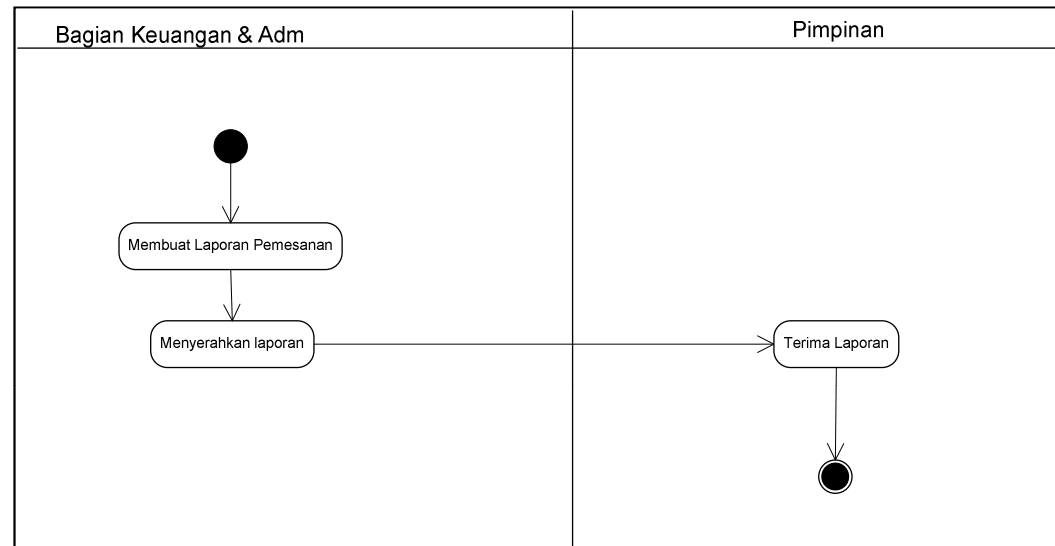 Bagian Keuangan & Adm
Pimpinan
Membuat Laporan Pemesanan
Menyerahkan laporan
Terima Laporan